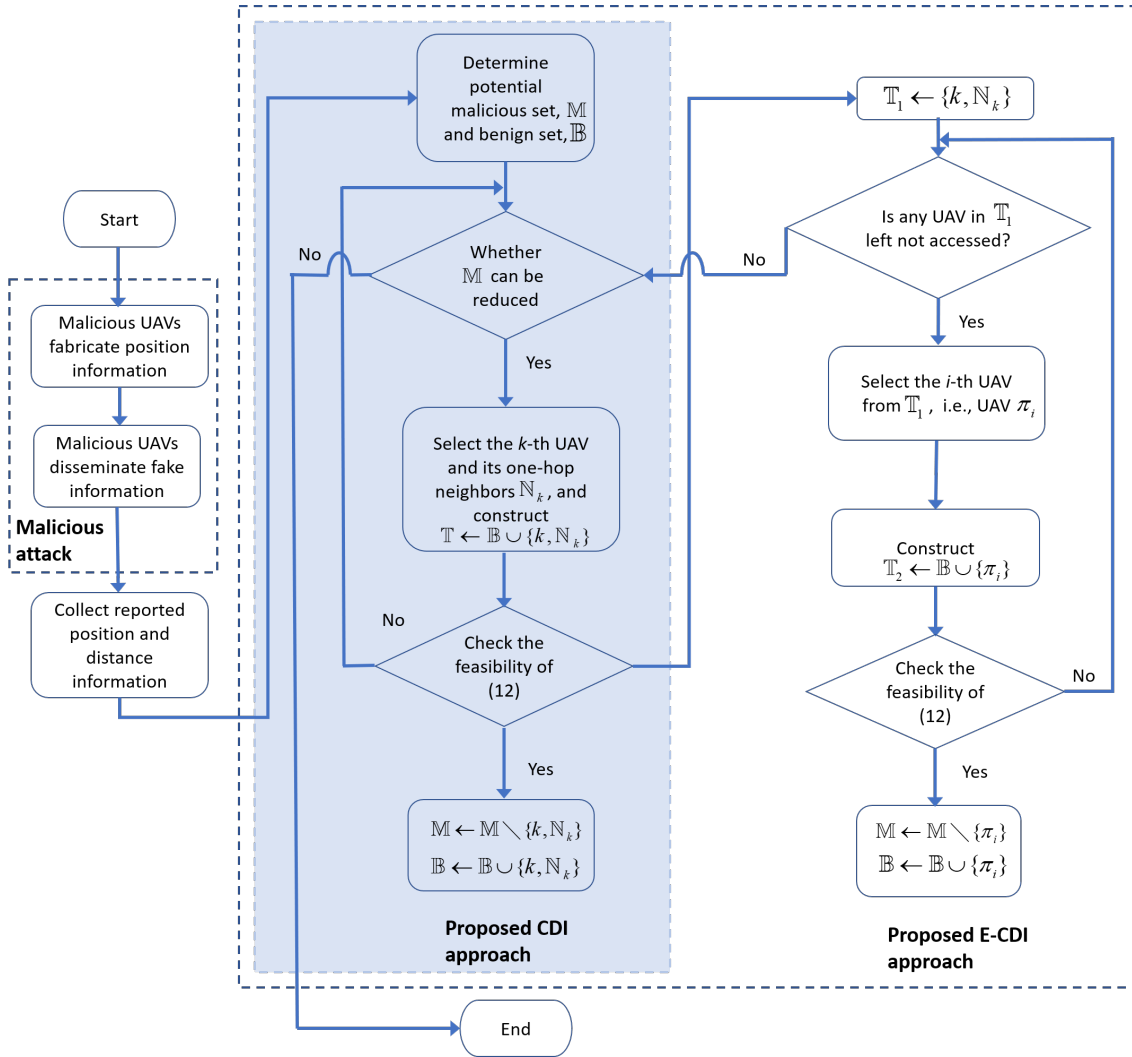 Start
Malicious UAVs
fabricate position
information
Malicious UAVs
disseminate fake
information
Malicious
attack
Collect reported
position and
distance
information
Determine
potential
malicious set, 𝕄
and benign set, 𝔹
No
Whether
𝕄 can be
reduced
Yes
Select the k-th UAV
and its one-hop
neighbors ℕ_k, and
construct
𝕋 ← 𝔹 ∪ {k, ℕ_k}
No
Check the
feasibility of
(12)
Yes
𝕄 ← 𝕄 \ {k, ℕ_k}
𝔹 ← 𝔹 ∪ {k, ℕ_k}
Proposed CDI
approach
𝕋_1 ← {k, ℕ_k}
Is any UAV in 𝕋_1
left not accessed?
No
Yes
Select the i-th UAV
from 𝕋_1, i.e., UAV π_i
Construct
𝕋_2 ← 𝔹 ∪ {π_i}
Check the
feasibility of
(12)
No
Yes
𝕄 ← 𝕄 \ {π_i}
𝔹 ← 𝔹 ∪ {π_i}
Proposed E-CDI
approach
End